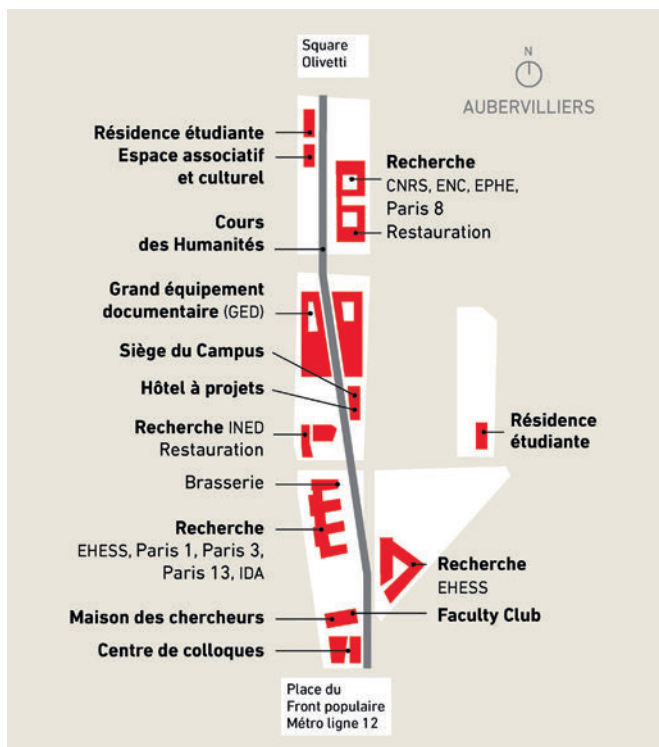 Square
Olivetti
N
AUBERVILLIERS
Résidence étudiante
Espace associatif
et culturel
Recherche
CNRS, ENC, EPHE,
Paris 8
Restauration
Cours
des Humanités
Grand équipement
documentaire (GED)
Siège du Campus
Hôtel à projets
Recherche INED
Restauration
Résidence
étudiante
Brasserie
Recherche
EHESS, Paris 1, Paris 3,
Paris 13, IDA
Recherche
EHESS
Maison des chercheurs
Faculty Club
Centre de colloques
Place du
Front populaire
Métro ligne 12